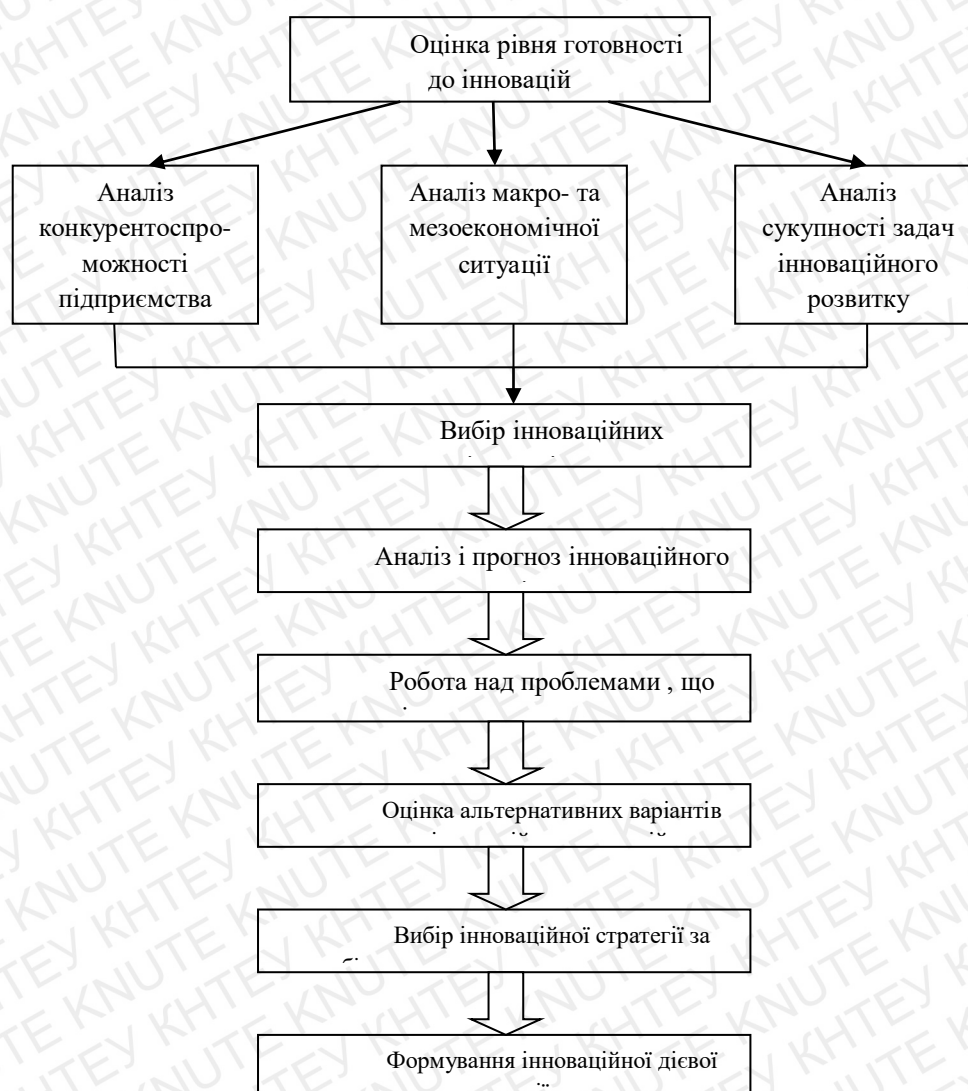 Оцінка рівня готовності
до інновацій
Аналіз
конкурентоспро-
можності
підприємства
Аналіз макро- та
мезоекономічної
ситуації
Аналіз
сукупності задач
інноваційного
розвитку
Вибір інноваційних
Аналіз і прогноз інноваційного
Робота над проблемами , що
Оцінка альтернативних варіантів
Вибір інноваційної стратегії за
Формування інноваційної дієвої